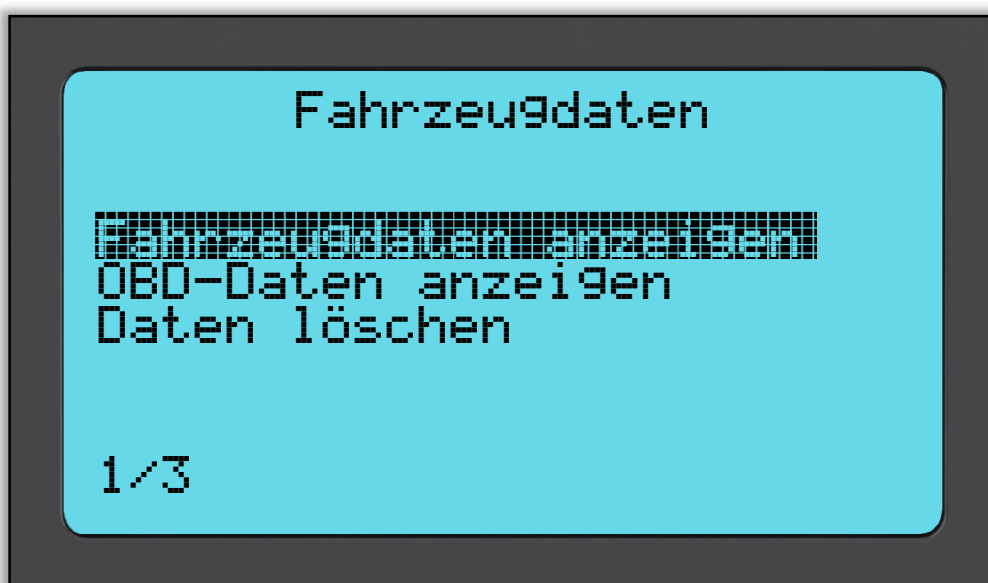 Fahrzeugdaten
Fahrzeugdaten anzeigen
OBD-Daten anzeigen
Daten löschen
1/3